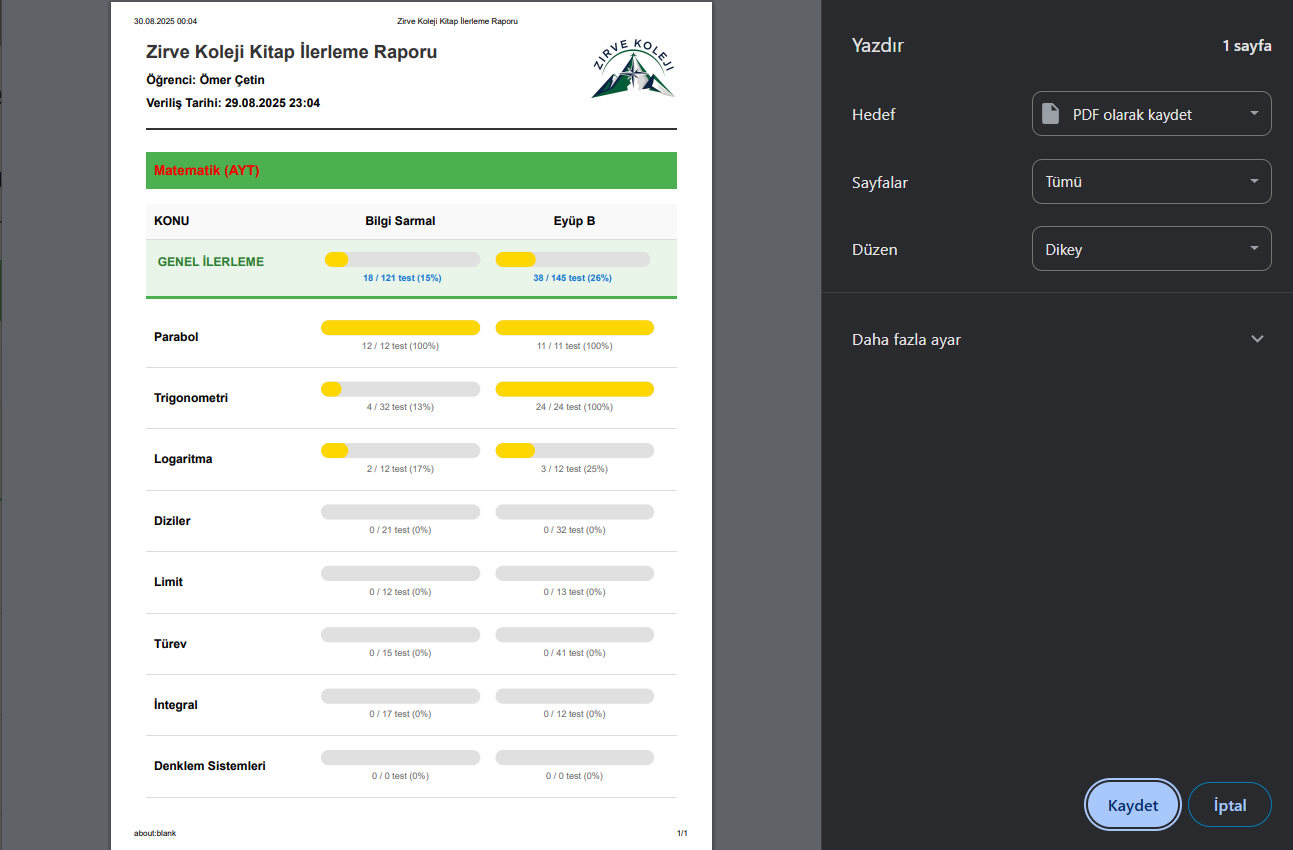 30.08.2025 00:04 Zirve Koleji Kitap İlerleme Raporu
Zirve Koleji Kitap İlerleme Raporu
ZIRVE KOLEJI
Öğrenci: Ömer Çetin
Veriliş Tarihi: 29.08.2025 23:04
Matematik (AYT)
KONU Bilgi Sarmal Eyüp B
GENEL İLERLEME
18 / 121 test (15%) 38 / 145 test (26%)
Parabol
12 / 12 test (100%) 11 / 11 test (100%)
Trigonometri
4 / 32 test (13%) 24 / 24 test (100%)
Logaritma
2 / 12 test (17%) 3 / 12 test (25%)
Diziler
0 / 21 test (0%) 0 / 32 test (0%)
Limit
0 / 12 test (0%) 0 / 13 test (0%)
Türev
0 / 15 test (0%) 0 / 41 test (0%)
İntegral
0 / 17 test (0%) 0 / 12 test (0%)
Denklem Sistemleri
0 / 0 test (0%) 0 / 0 test (0%)
about:blank 1/1
Yazdır 1 sayfa
Hedef PDF olarak kaydet
Sayfalar Tümü
Düzen Dikey
Daha fazla ayar
Kaydet İptal